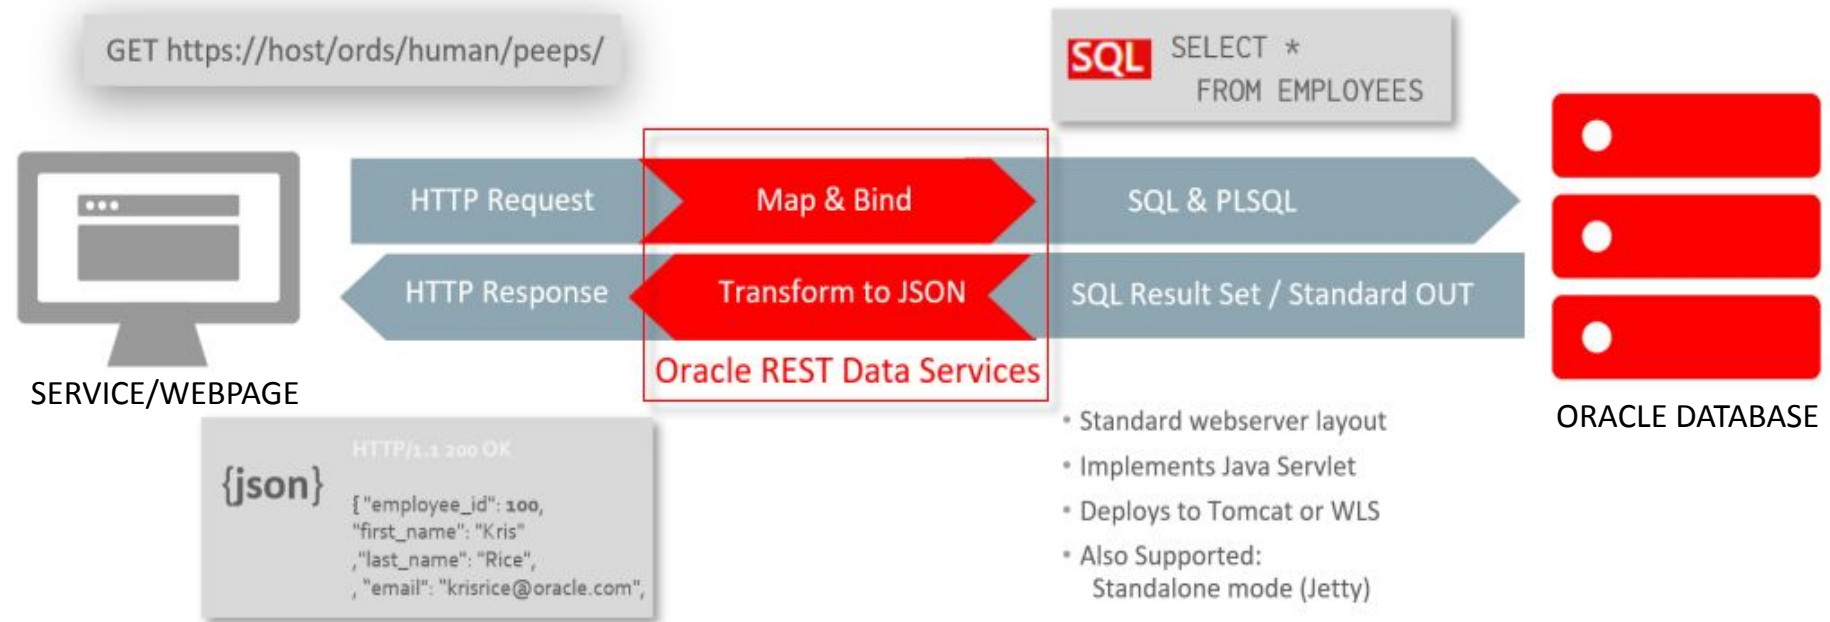 GET https://host/ords/human/peeps/
SQL
SELECT *
FROM EMPLOYEES
HTTP Request
Map & Bind
SQL & PLSQL
HTTP Response
Transform to JSON
SQL Result Set / Standard OUT
Oracle REST Data Services
SERVICE/WEBPAGE
ORACLE DATABASE
{json}
HTTP/1.1 200 OK
{ "employee_id": 100,
"first_name": "Kris"
,"last_name": "Rice",
, "email": "krisrice@oracle.com",
• Standard webserver layout
• Implements Java Servlet
• Deploys to Tomcat or WLS
• Also Supported:
Standalone mode (Jetty)